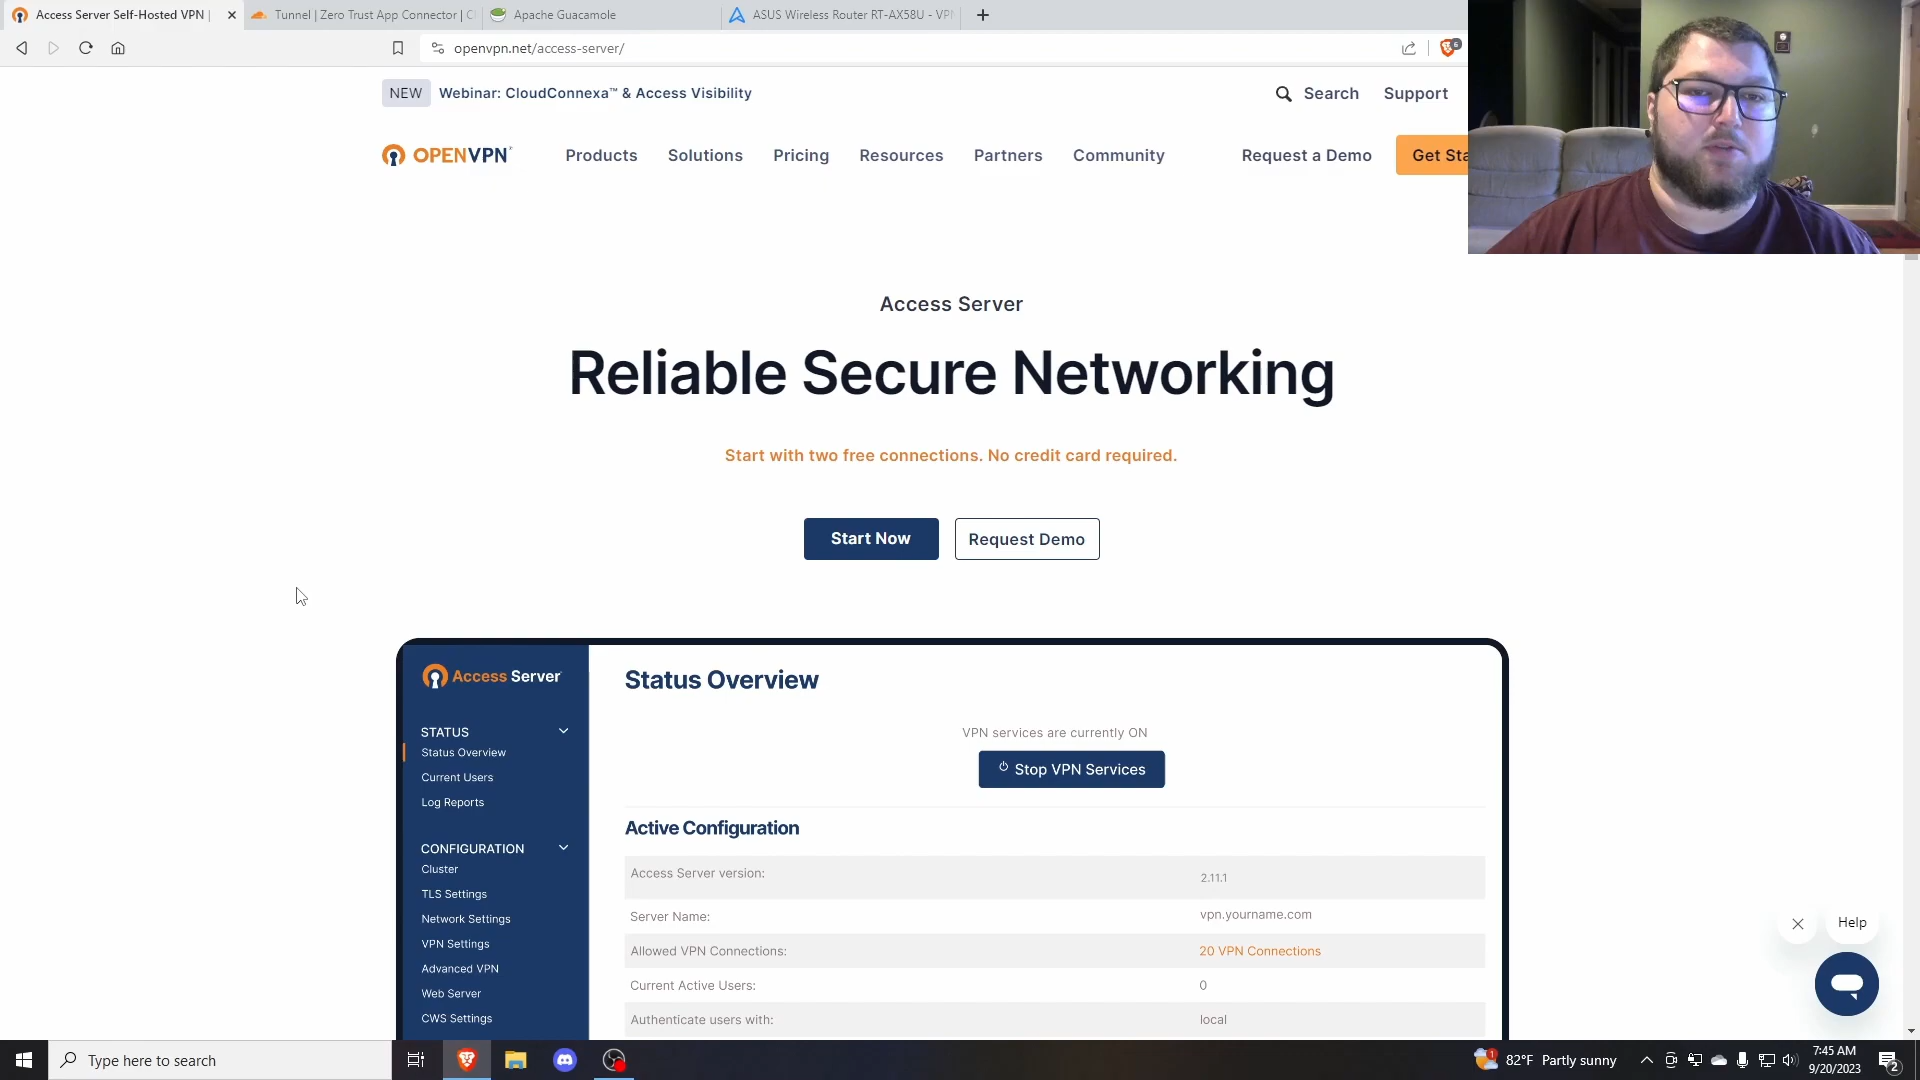 Access Server Self-Hosted VPN |
Tunnel | Zero Trust App Connector | C
Apache Guacamole
ASUS Wireless Router RT-AX58U - VPN
openvpn.net/access-server/
6
NEW Webinar: CloudConnexa™ & Access Visibility
Search Support
OPENVPN Products Solutions Pricing Resources Partners Community Request a Demo Get Sta
Access Server
Reliable Secure Networking
Start with two free connections. No credit card required.
Start Now Request Demo
Access Server
Status Overview
STATUS
Status Overview
Current Users
Log Reports
CONFIGURATION
Cluster
TLS Settings
Network Settings
VPN Settings
Advanced VPN
Web Server
CWS Settings
VPN services are currently ON
Stop VPN Services
Active Configuration
Access Server version: 2.11.1
Server Name: vpn.yourname.com
Allowed VPN Connections: 20 VPN Connections
Current Active Users: 0
Authenticate users with: local
Help
Type here to search
1
82°F Partly sunny
7:45 AM
9/20/2023
2